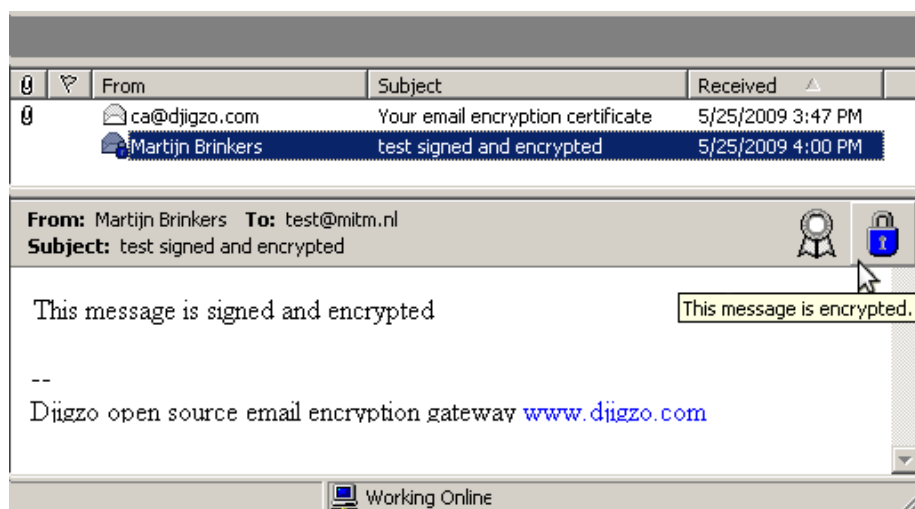 From Subject Received
ca@djigzo.com Your email encryption certificate 5/25/2009 3:47 PM
Martijn Brinkers test signed and encrypted 5/25/2009 4:00 PM
From: Martijn Brinkers To: test@mitm.nl
Subject: test signed and encrypted
This message is encrypted.
This message is signed and encrypted
--
Djigzo open source email encryption gateway www.djigzo.com
Working Online